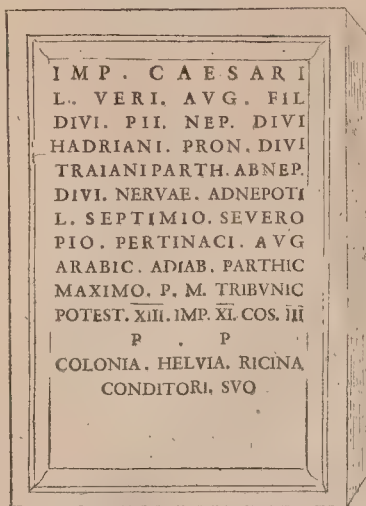 IMP. CAESARI
L. VERI. AVG. FIL
DIVI. PII. NEP. DIVI
HADRIANI. PRON. DIVI
TRAIANI PARTH. ABNEP.
DIVI. NERVAE. ADNEPOTI
L. SEPTIMIO. SEVERO
PIO. PERTINACI. AVG
ARABIC. ADIAB. PARTHIC
MAXIMO. P. M. TRIBVNIC
POTEST. XIII. IMP. XI. COS. III
P . P
COLONIA. HELVIA. RICINA
CONDITORI. SVO